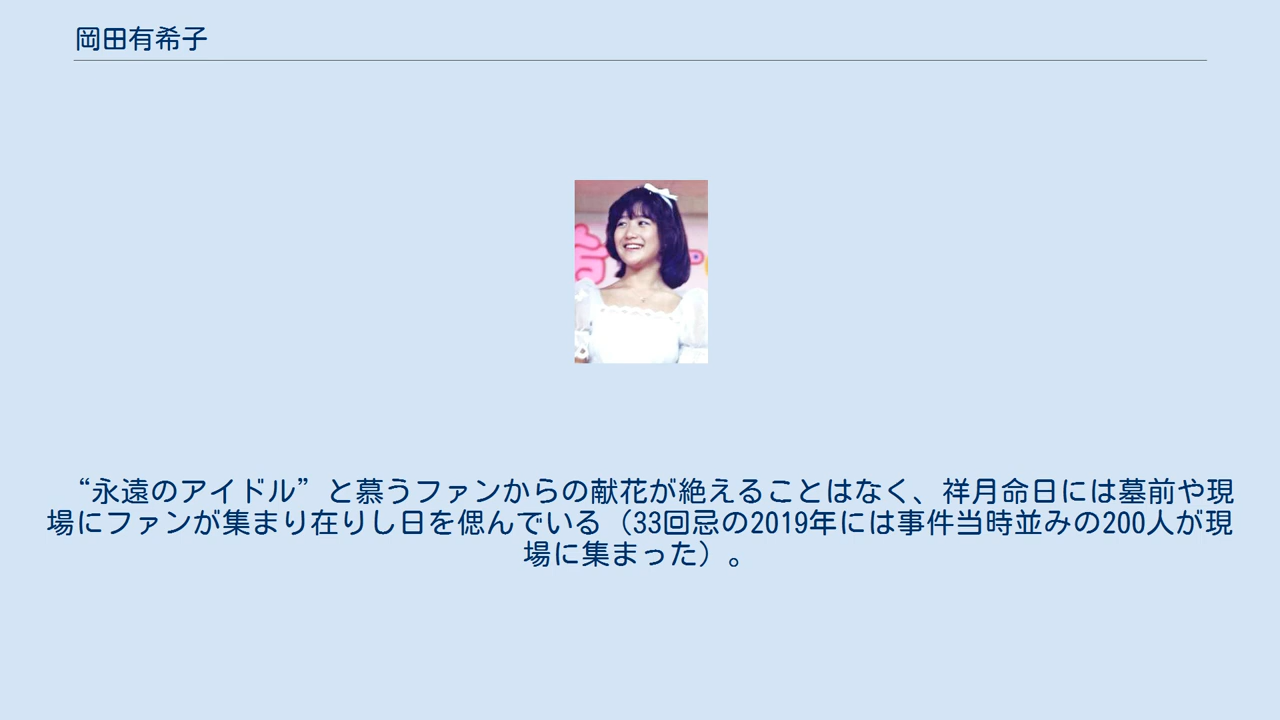 岡田有希子
“永遠のアイドル”と慕うファンからの献花が絶えることはなく、祥月命日には墓前や現
場にファンが集まり在りし日を偲んでいる（33回忌の2019年には事件当時並みの200人が現
場に集まった）。